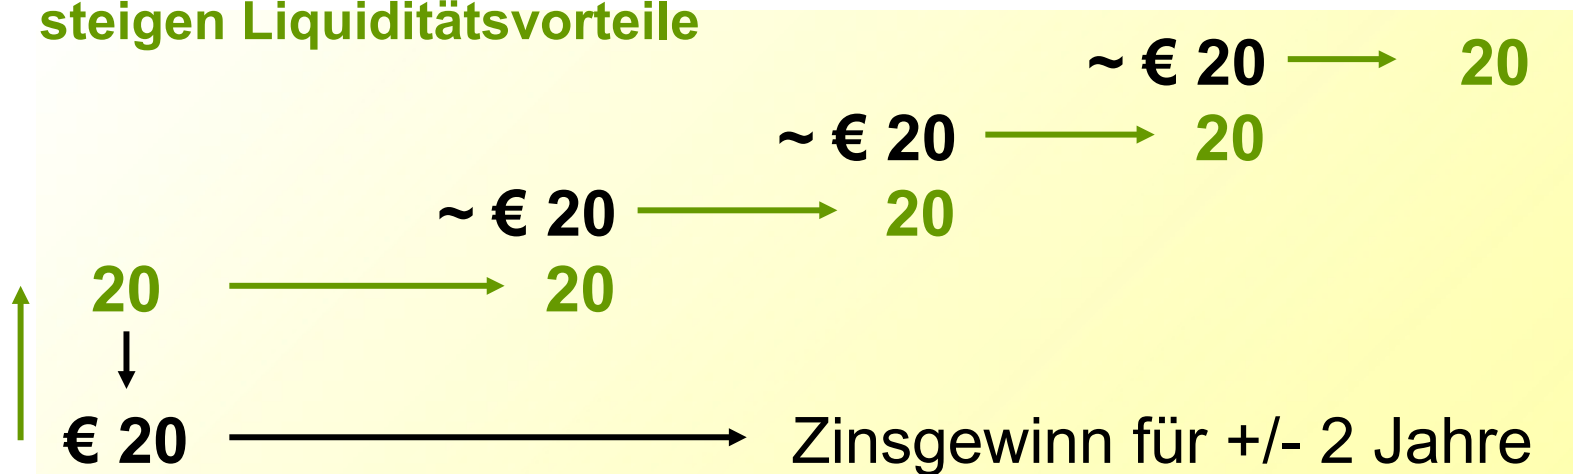 steigen Liquiditätsvorteile
~ € 20 20
~ € 20 20
~ € 20 20
20 20
€ 20 Zinsgewinn für +/- 2 Jahre